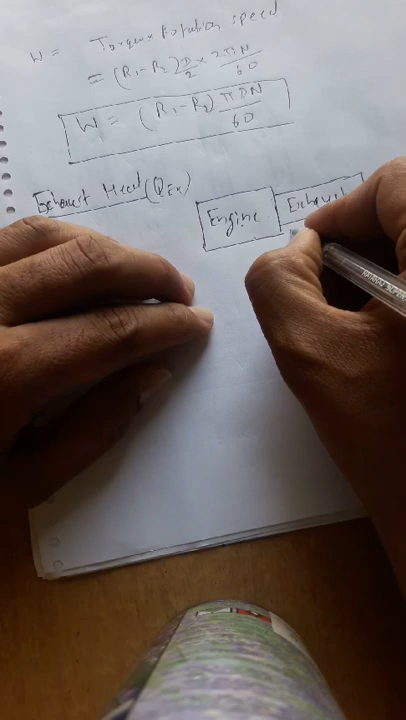 W = Torque x Rotation speed
= (R1-R2) D/2 x 2πN/60
W = (R1-R2) πDN/60
Exhaust Heat (QEx)
Engine Exhaust